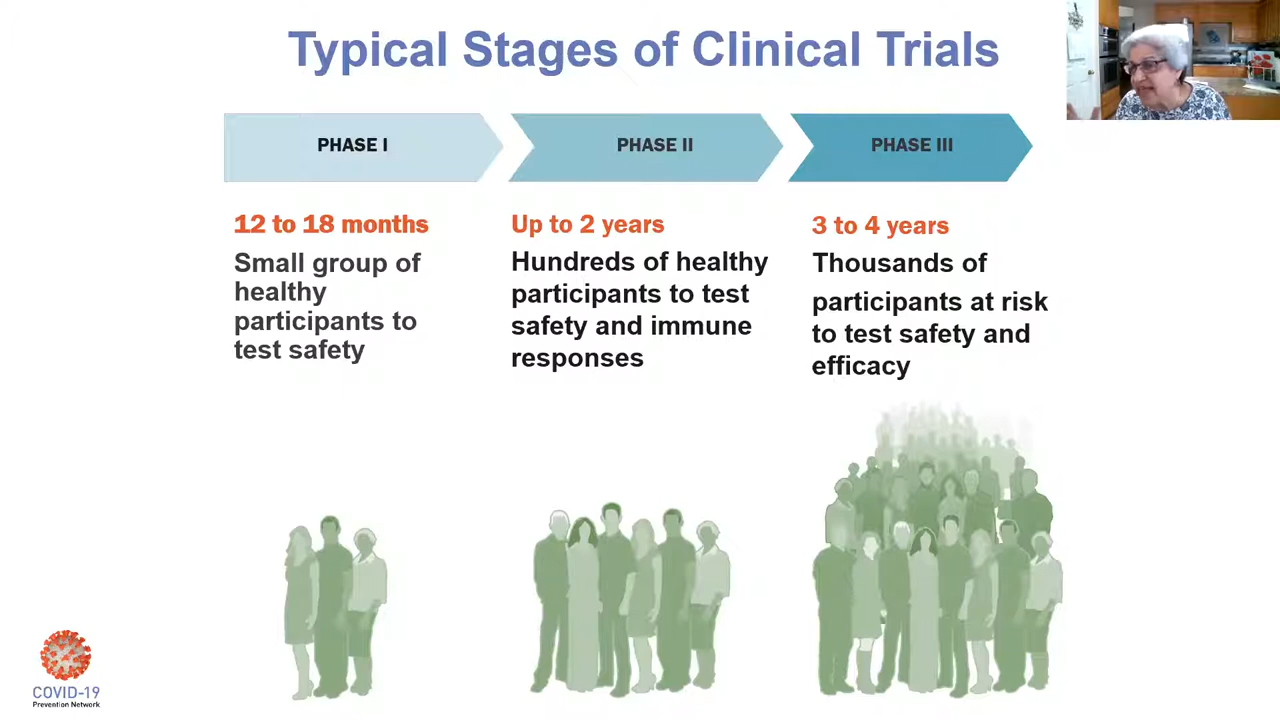 Typical Stages of Clinical Trials
PHASE I
PHASE II
PHASE III
12 to 18 months
Small group of
healthy
participants to
test safety
Up to 2 years
Hundreds of healthy
participants to test
safety and immune
responses
3 to 4 years
Thousands of
participants at risk
to test safety and
efficacy
COVID-19
Prevention Network